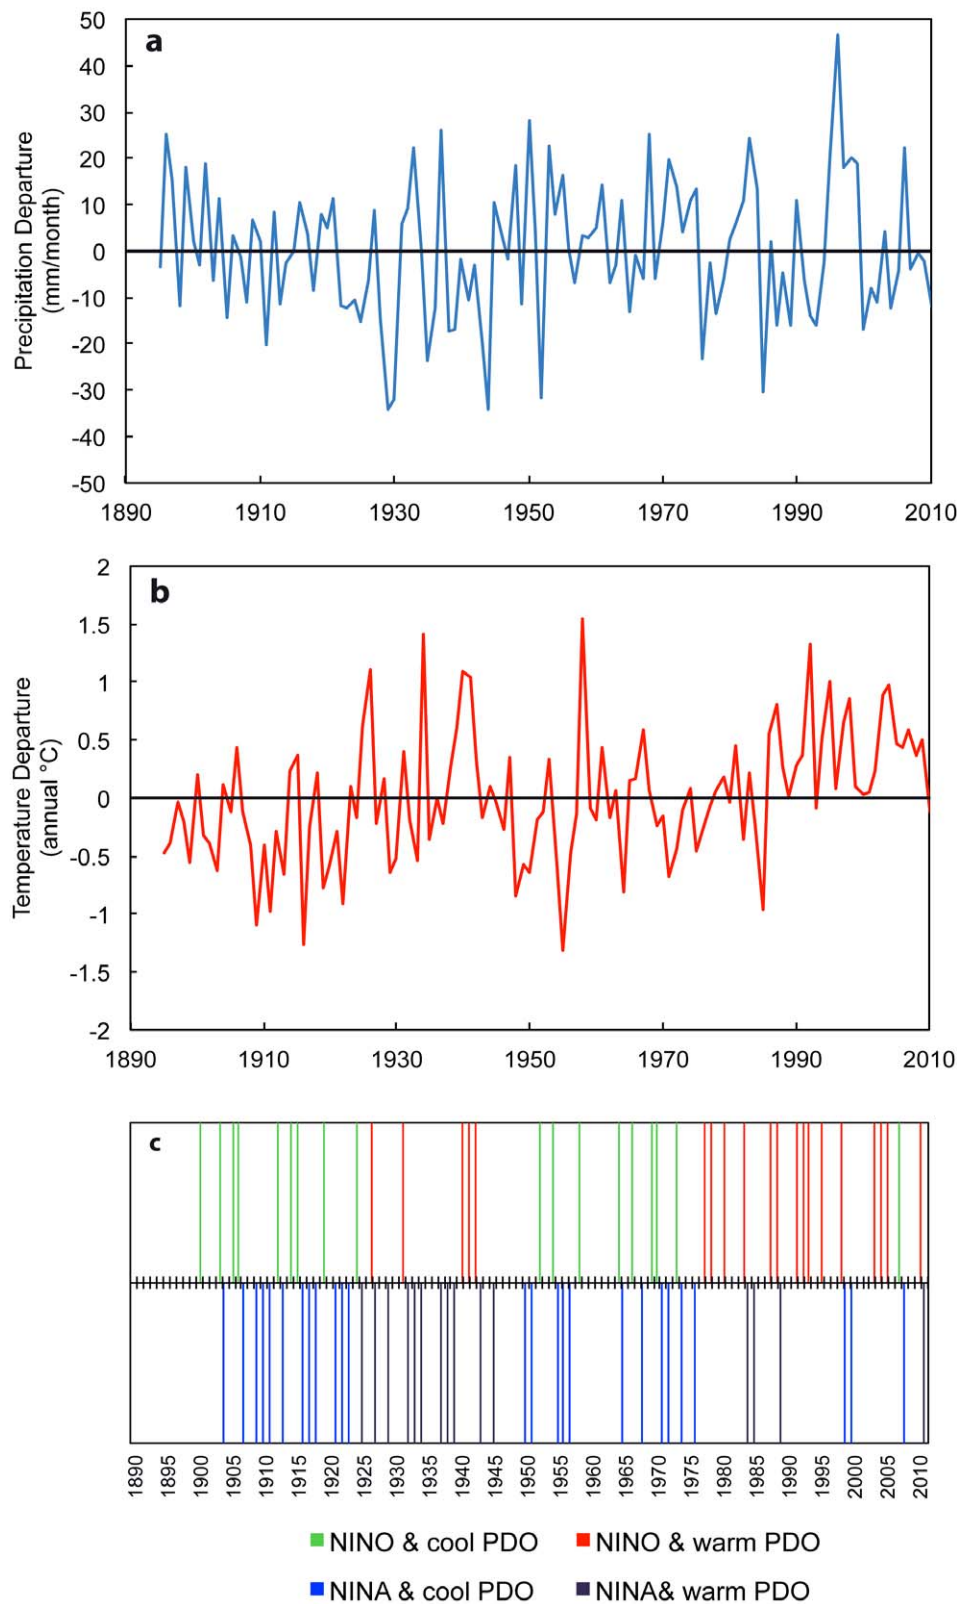 a
50
40
30
20
10
0
-10
-20
-30
-40
-50
Precipitation Departure
(mm/month)
1890 1910 1930 1950 1970 1990 2010
b
2
1.5
1
0.5
0
-0.5
-1
-1.5
-2
Temperature Departure
(annual °C)
1890 1910 1930 1950 1970 1990 2010
c
1890 1895 1900 1905 1910 1915 1920 1925 1930 1935 1940 1945 1950 1955 1960 1965 1970 1975 1980 1985 1990 1995 2000 2005 2010
NINO & cool PDO NINO & warm PDO
NINA & cool PDO NINA& warm PDO